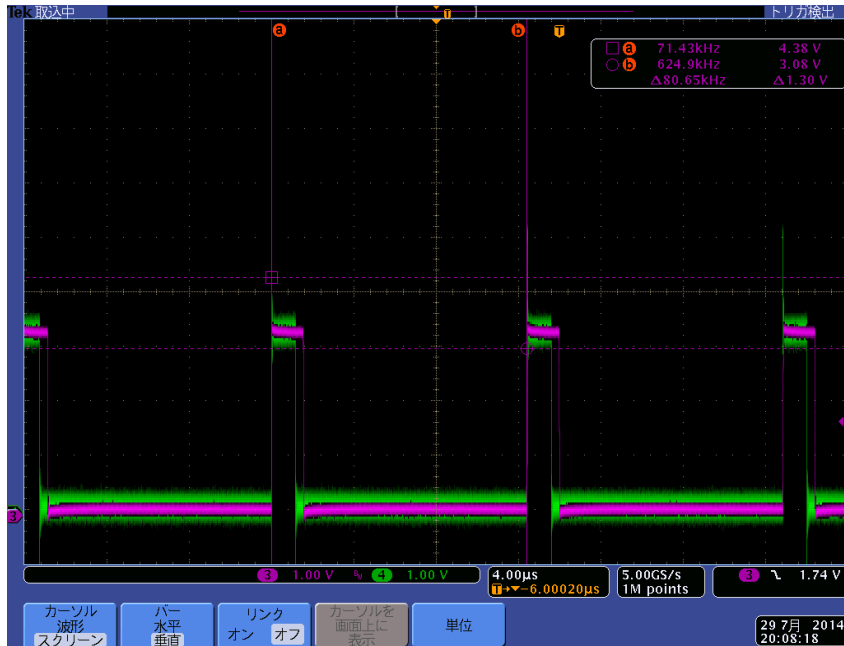 Tek 取込中 トリガ検出
a b T
a 71.43kHz 4.38 V
b 624.9kHz 3.08 V
△80.65kHz △1.30 V
3
3 1.00 V 4 1.00 V
4.00µs
T→▼-6.00020µs
5.00GS/s
1M points
3 1.74 V
カーソル
波形
スクリーン
バー
水平
垂直
リンク
オン オフ
カーソルを
画面上に
表示
単位
29 7月 2014
20:08:18